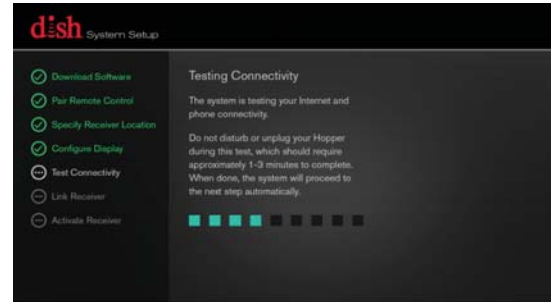 dish System Setup
Download Software
Pair Remote Control
Specify Receiver Location
Configure Display
Test Connectivity
Link Receiver
Activate Receiver
Testing Connectivity
The system is testing your Internet and
phone connectivity.
Do not disturb or unplug your Hopper
during this test, which should require
approximately 1-3 minutes to complete.
When done, the system will proceed to
the next step automatically.